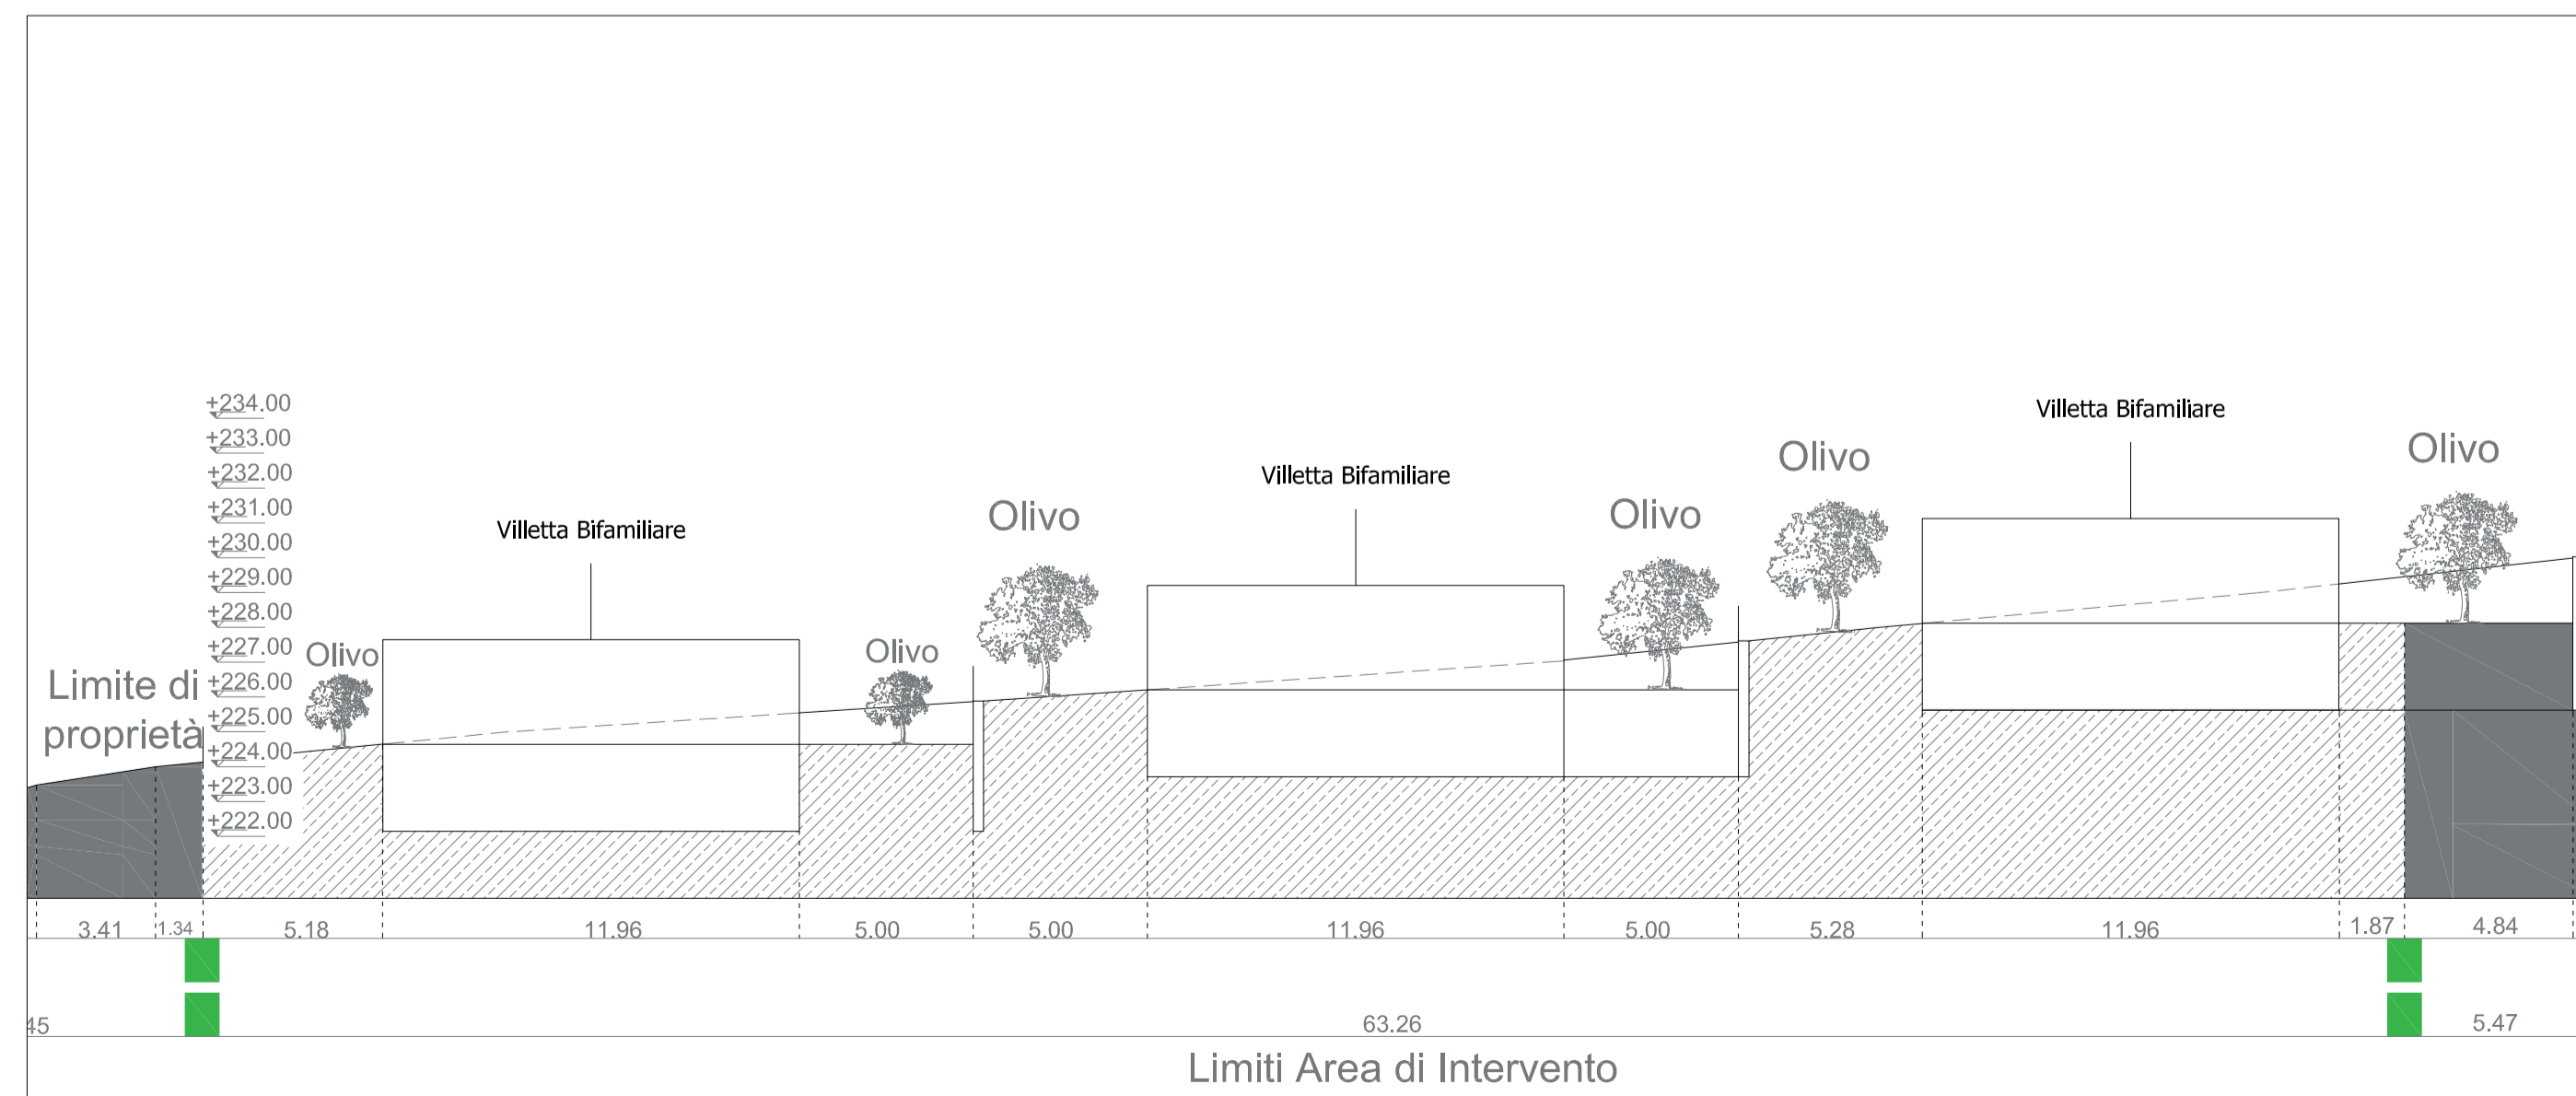 +234.00
+233.00
+232.00
+231.00
+230.00
+229.00
+228.00
+227.00
+226.00
+225.00
+224.00
+223.00
+222.00
Limite di
proprietà
Olivo
Villetta Bifamiliare
Olivo
Olivo
Villetta Bifamiliare
Olivo
Olivo
Villetta Bifamiliare
Olivo
3.41
1.34
5.18
11.96
5.00
5.00
11.96
5.00
5.28
11.96
1.87
4.84
45
63.26
5.47
Limiti Area di Intervento